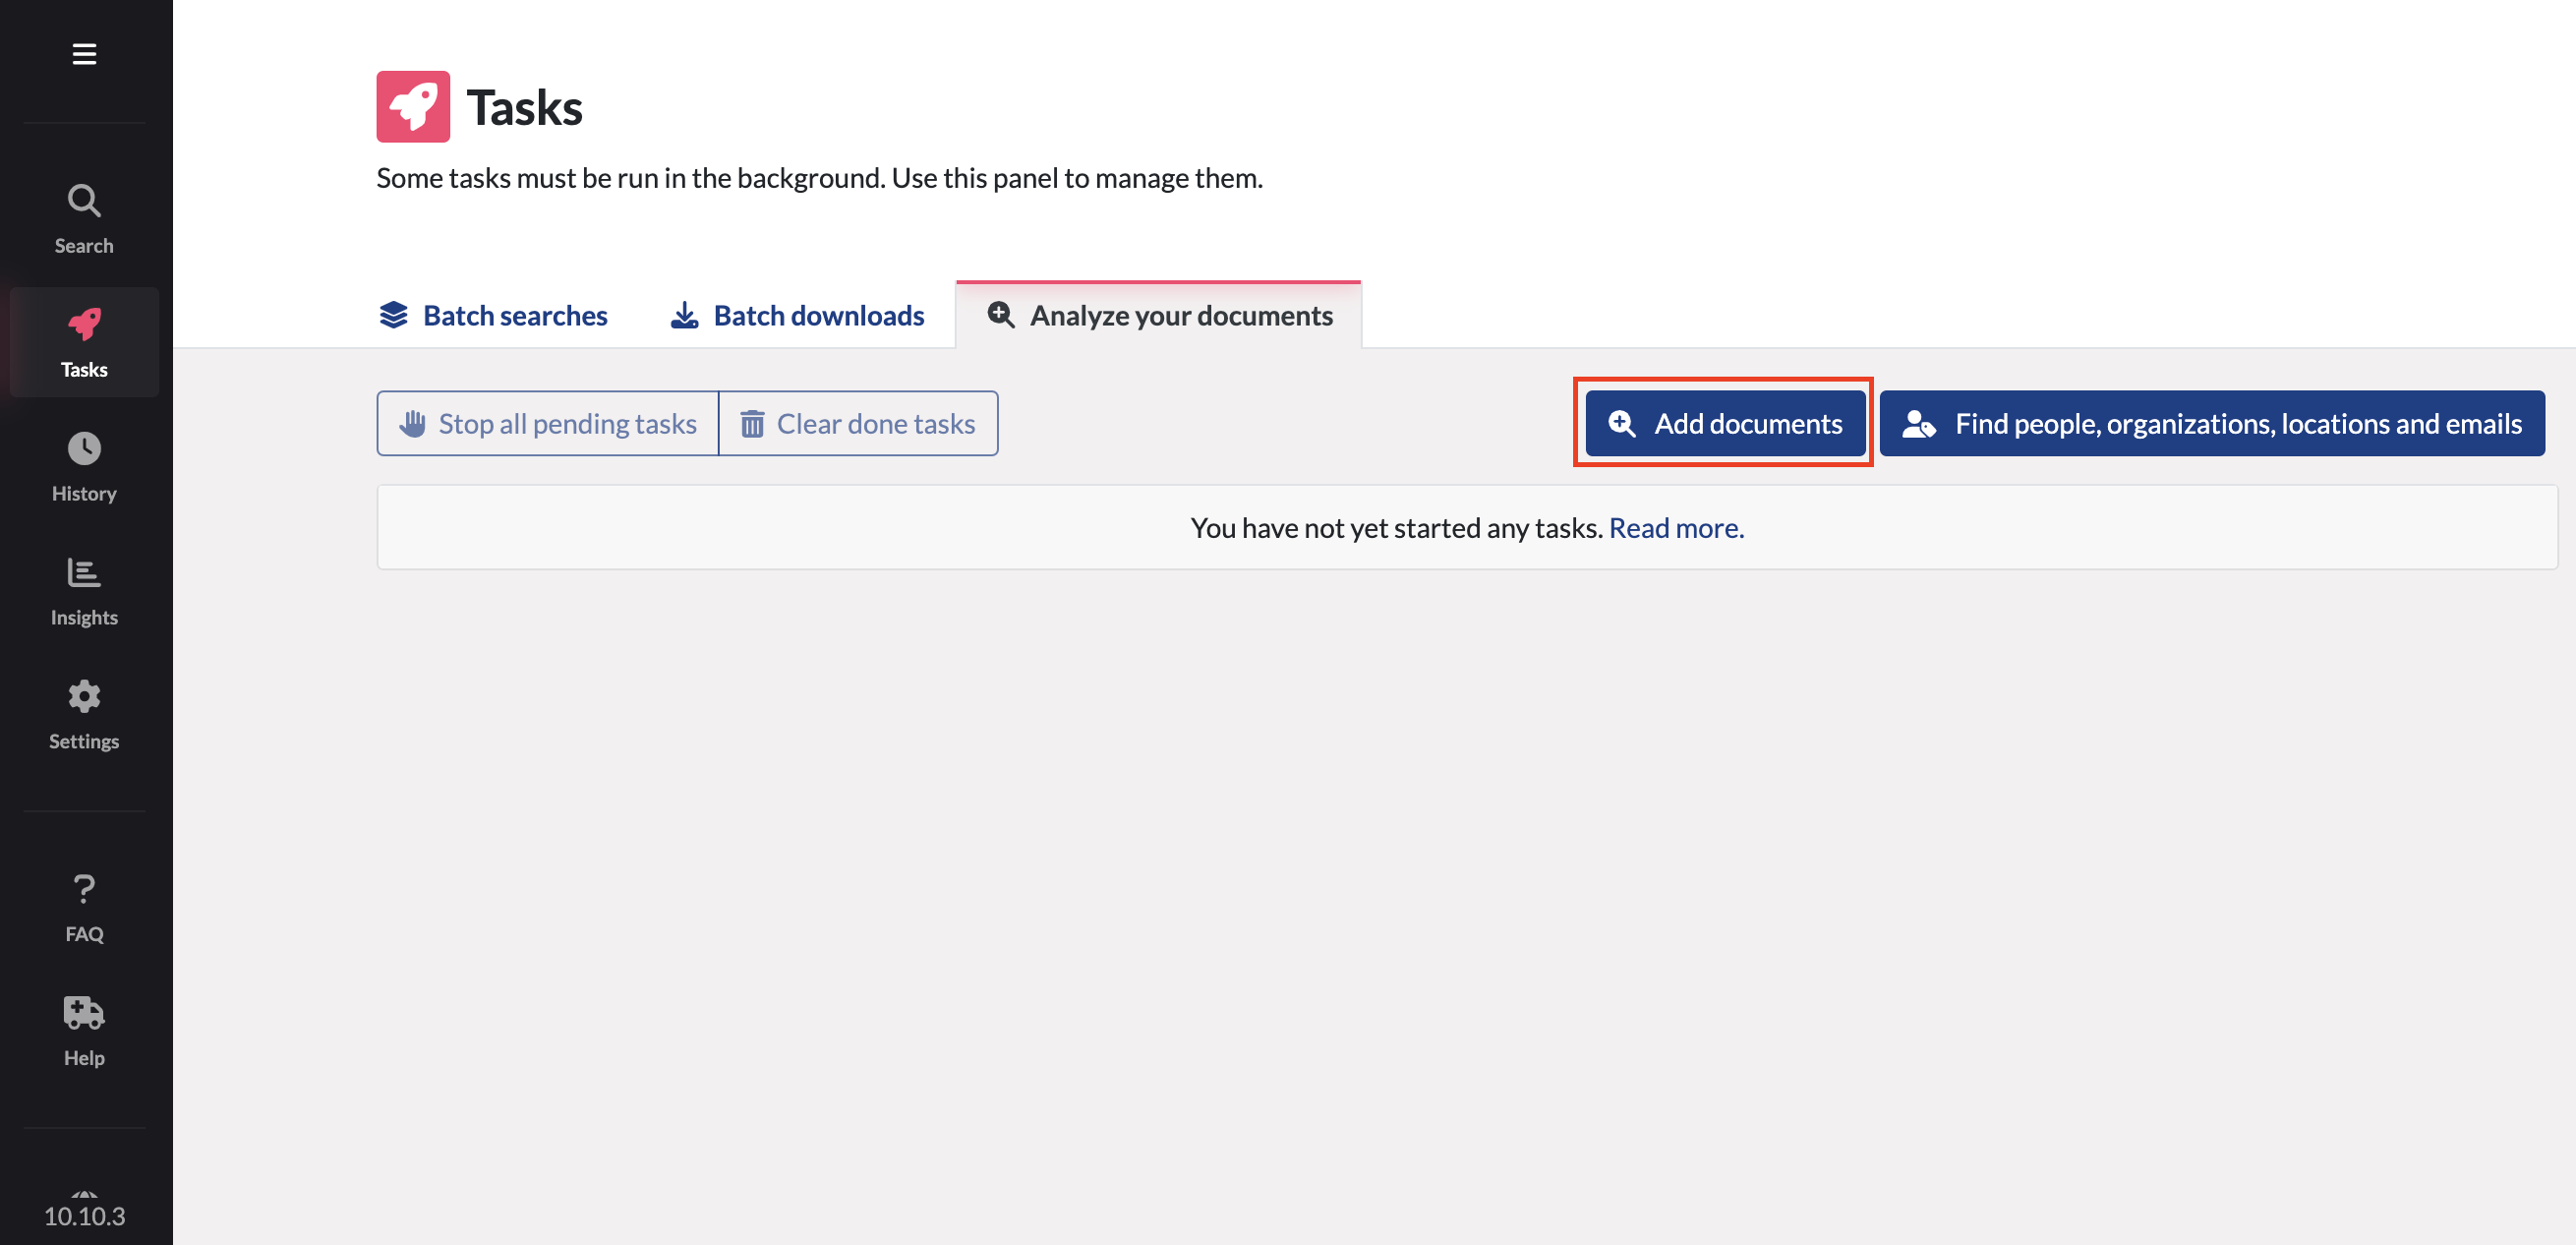 Tasks
Some tasks must be run in the background. Use this panel to manage them.
Search
Tasks
History
Insights
Settings
FAQ
Help
10.10.3
Batch searches
Batch downloads
Analyze your documents
Stop all pending tasks
Clear done tasks
Add documents
Find people, organizations, locations and emails
You have not yet started any tasks. Read more.